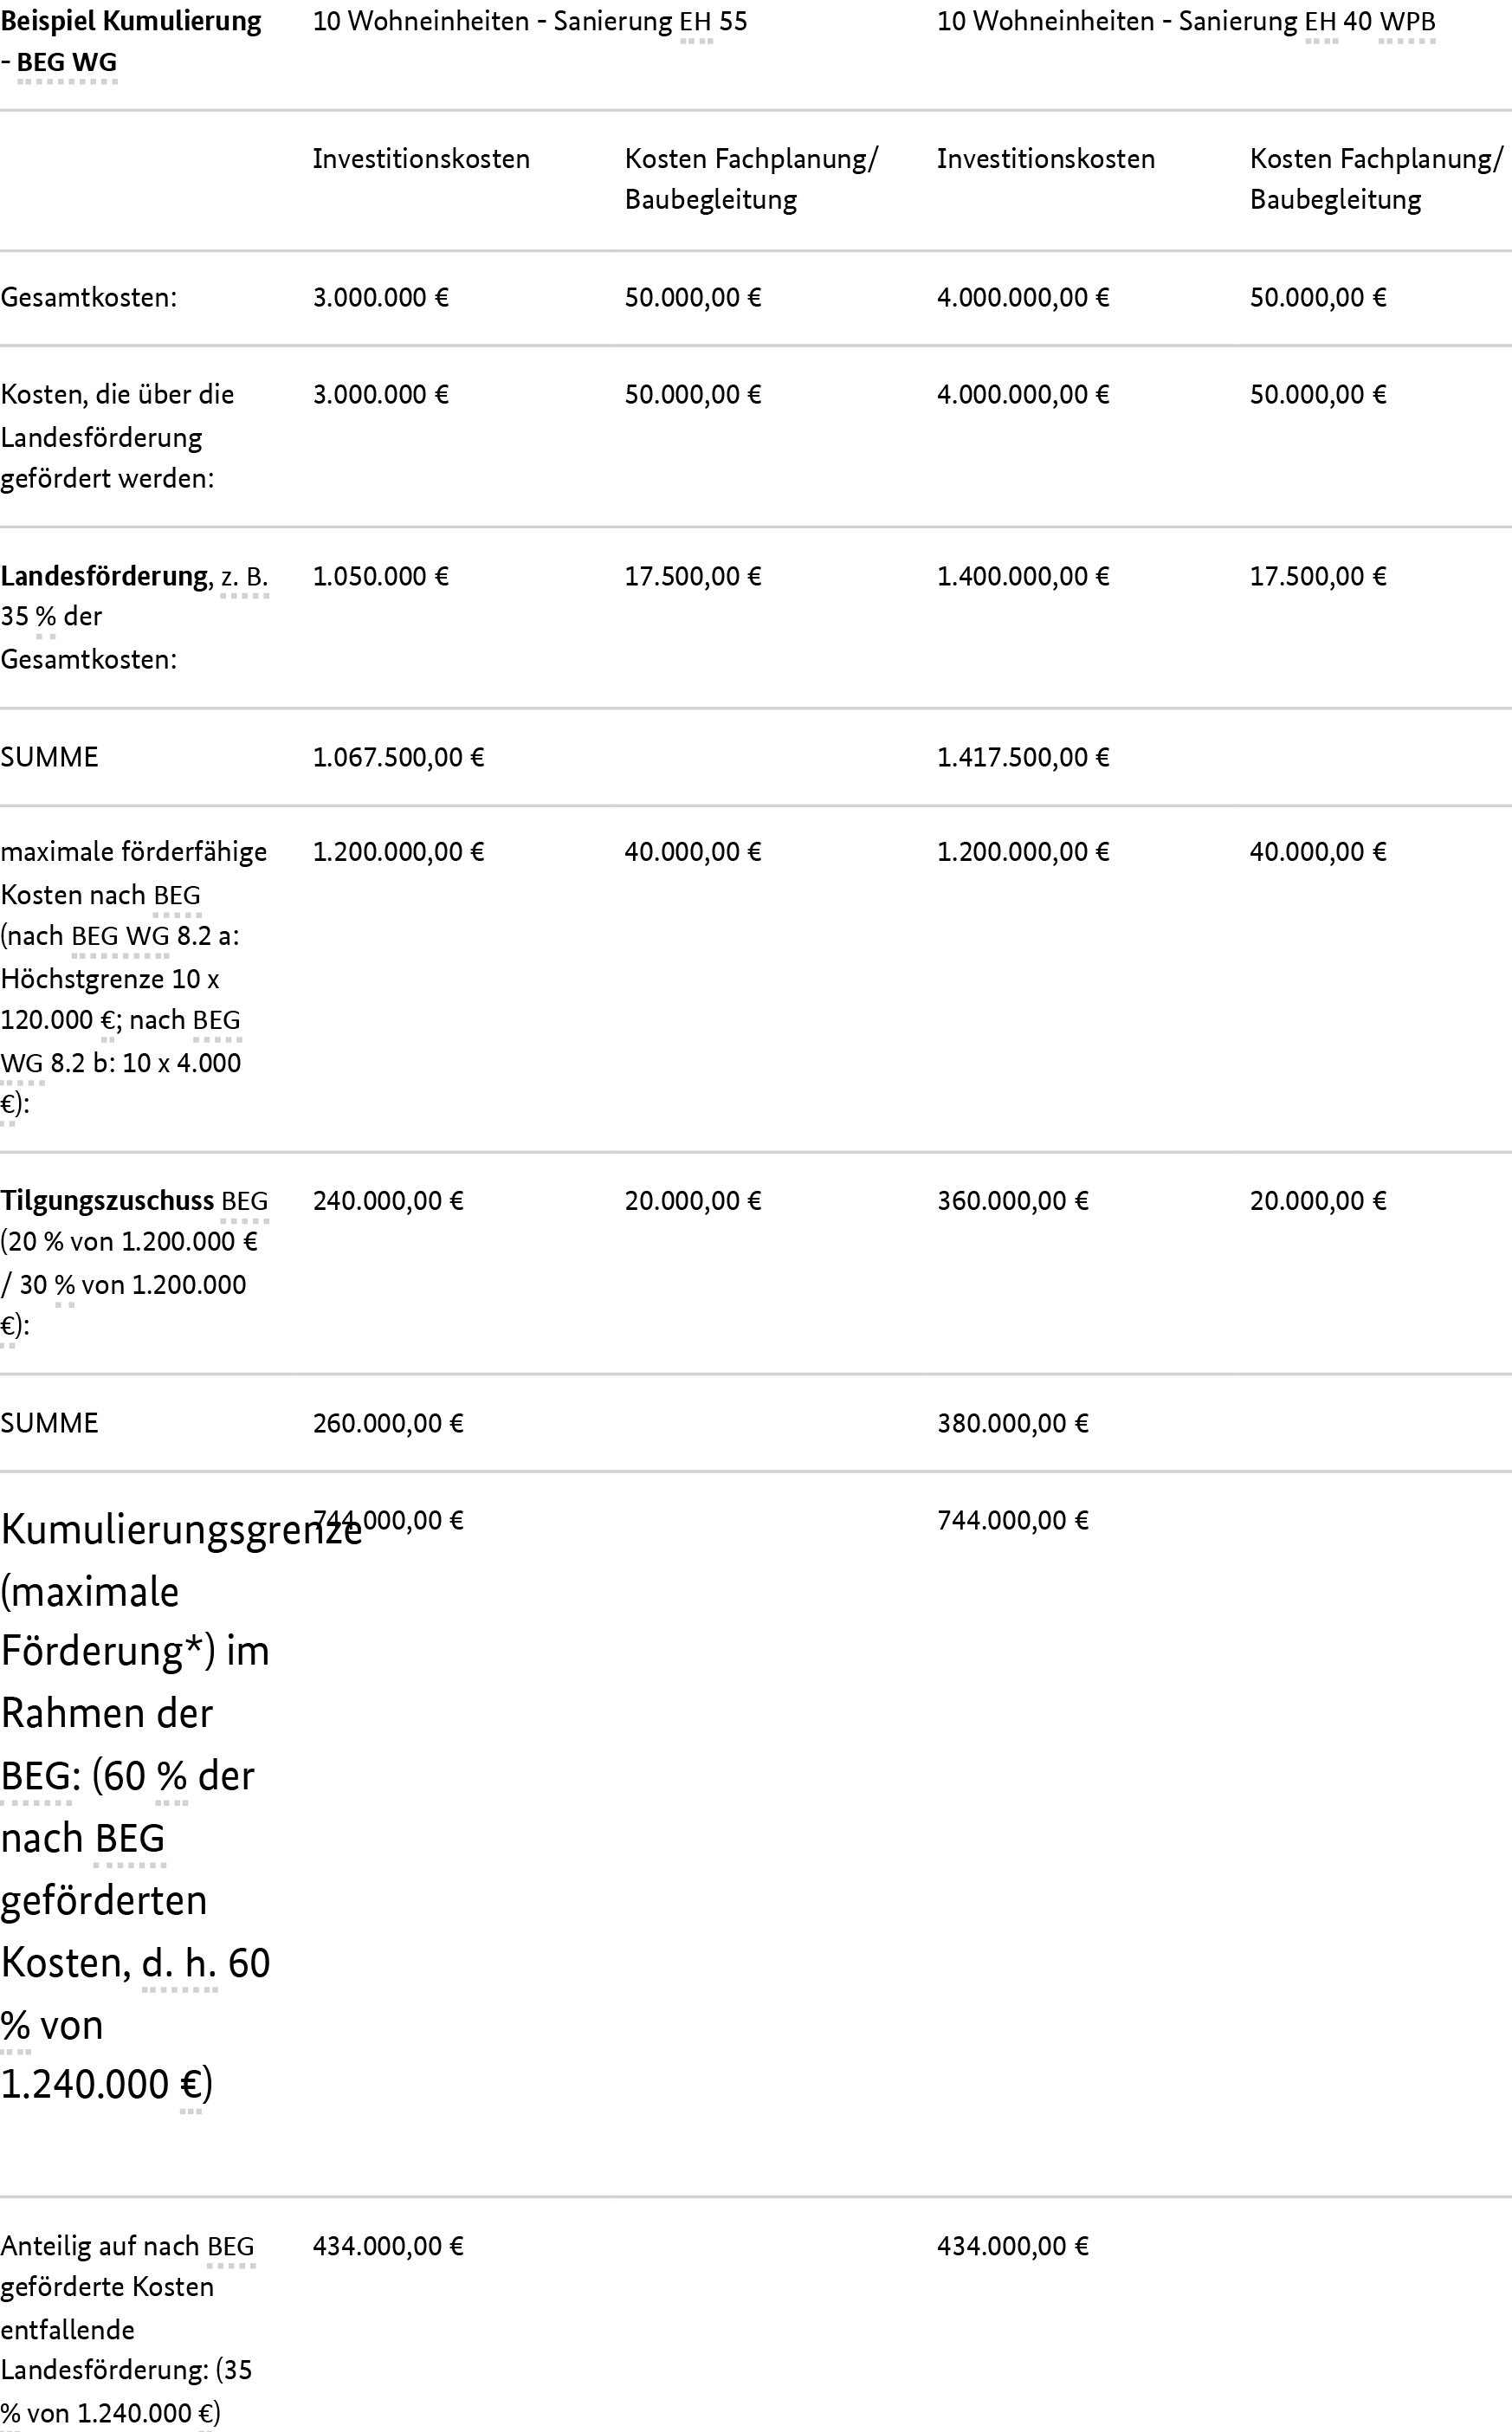 Beispiel Kumulierung 10 Wohneinheiten - Sanierung EH 55 10 Wohneinheiten - Sanierung EH 40 WPB
- BEG WG
Investitionskosten Kosten Fachplanung/ Investitionskosten Kosten Fachplanung/
Baubegleitung Baubegleitung
Gesamtkosten: 3.000.000 € 50.000,00 € 4.000.000,00 € 50.000,00 €
Kosten, die über die 3.000.000 € 50.000,00 € 4.000.000,00 € 50.000,00 €
Landesförderung
gefördert werden:
Landesförderung, z. B. 1.050.000 € 17.500,00 € 1.400.000,00 € 17.500,00 €
35 % der
Gesamtkosten:
SUMME 1.067.500,00 € 1.417.500,00 €
maximale förderfähige 1.200.000,00 € 40.000,00 € 1.200.000,00 € 40.000,00 €
Kosten nach BEG
(nach BEG WG 8.2 a:
Höchstgrenze 10 x
120.000 €; nach BEG
WG 8.2 b: 10 x 4.000
€):
Tilgungszuschuss BEG 240.000,00 € 20.000,00 € 360.000,00 € 20.000,00 €
(20 % von 1.200.000 €
/ 30 % von 1.200.000
€):
SUMME 260.000,00 € 380.000,00 €
Kumulierungsgrenze 744.000,00 € 744.000,00 €
(maximale
Förderung*) im
Rahmen der
BEG: (60 % der
nach BEG
geförderten
Kosten, d. h. 60
% von
1.240.000 €)
Anteilig auf nach BEG 434.000,00 € 434.000,00 €
geförderte Kosten
entfallende
Landesförderung: (35
% von 1.240.000 €)